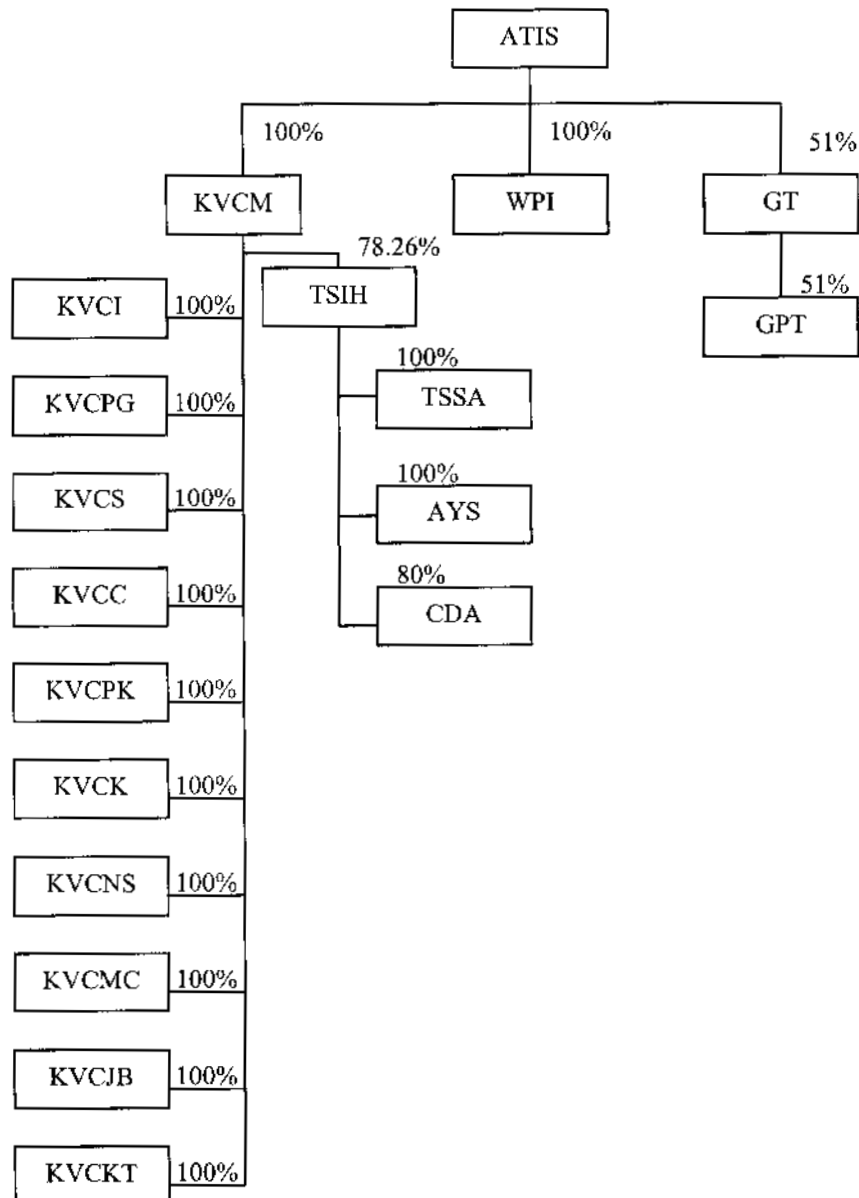 ATIS
100%
100%
51%
KVCM
WPI
GT
78.26%
TSIH
51%
GPT
KVCI
100%
100%
TSSA
KVCPG
100%
100%
AYS
KVCS
100%
80%
CDA
KVCC
100%
KVCPK
100%
KVCK
100%
KVCNS
100%
KVCMC
100%
KVCJB
100%
KVCKT
100%